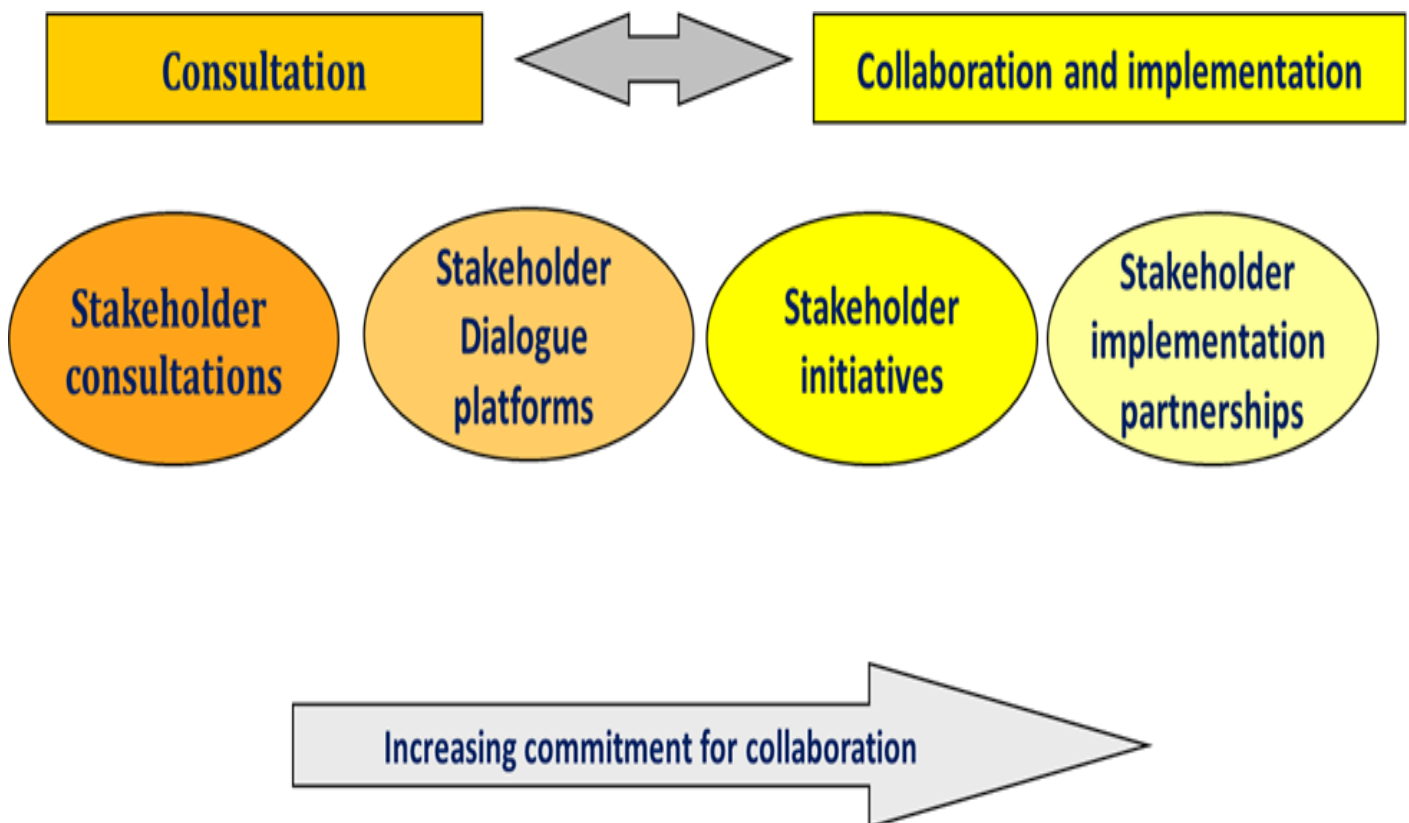 Consultation
Collaboration and implementation
Stakeholder
consultations
Stakeholder
Dialogue
platforms
Stakeholder
initiatives
Stakeholder
implementation
partnerships
Increasing commitment for collaboration